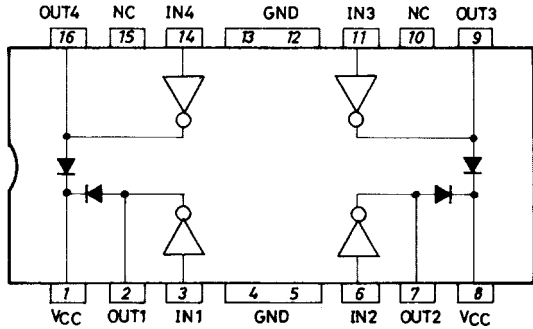 OUT4 NC IN4 GND IN3 NC OUT3
16 15 14 13 12 11 10 9
1 2 3 4 5 6 7 8
VCC OUT1 IN1 GND IN2 OUT2 VCC